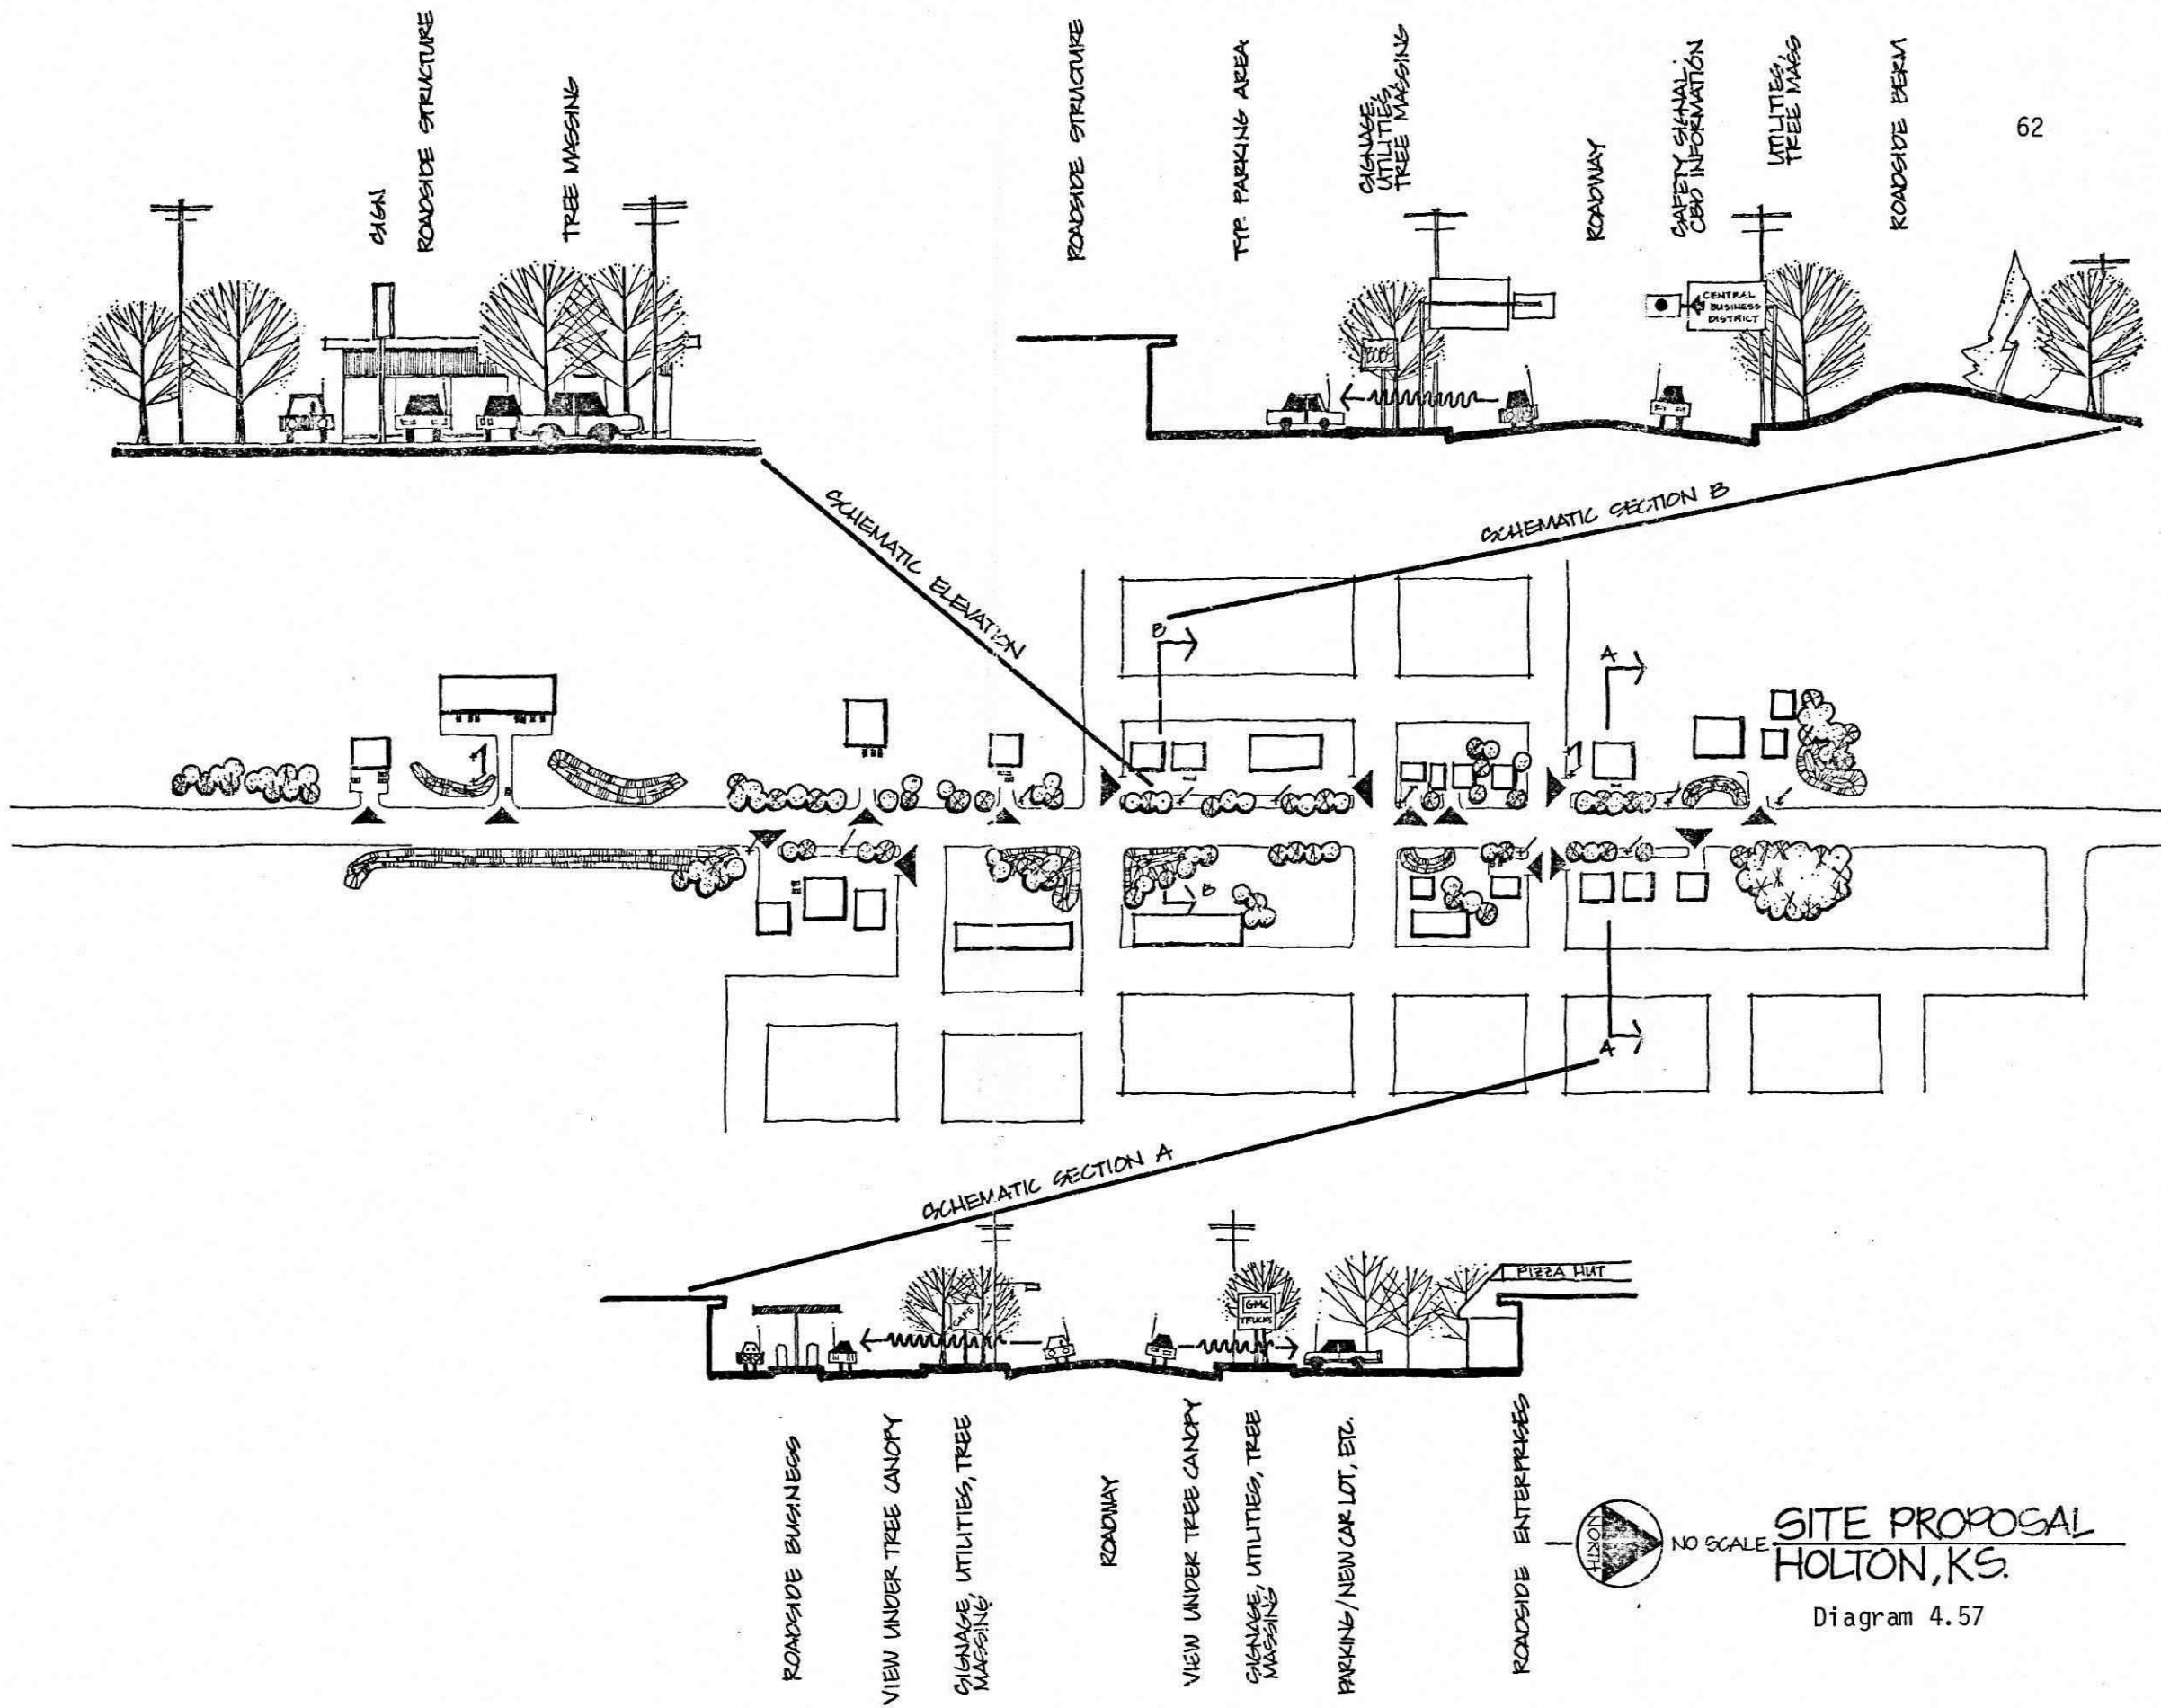 62
SIGN
ROADSIDE STRUCTURE
TREE MASSING
ROADSIDE STRUCTURE
TYP. PARKING AREA
SIGNAGE,
UTILITIES,
TREE MASSING
ROADWAY
SAFETY SIGNAL.
CBD INFORMATION
UTILITIES,
TREE MASS
ROADSIDE BERM
BOBS
CENTRAL
BUSINESS
DISTRICT
SCHEMATIC ELEVATION
SCHEMATIC SECTION B
B
A
B
A
SCHEMATIC SECTION A
CAFE
GMC
TRUCKS
PIZZA HUT
ROADSIDE BUSINESS
VIEW UNDER TREE CANOPY
SIGNAGE, UTILITIES, TREE
MASSING
ROADWAY
VIEW UNDER TREE CANOPY
SIGNAGE, UTILITIES, TREE
MASSING
PARKING/NEW CAR LOT, ETC.
ROADSIDE ENTERPRISES
NORTH
NO SCALE
SITE PROPOSAL
HOLTON, KS.
Diagram 4.57